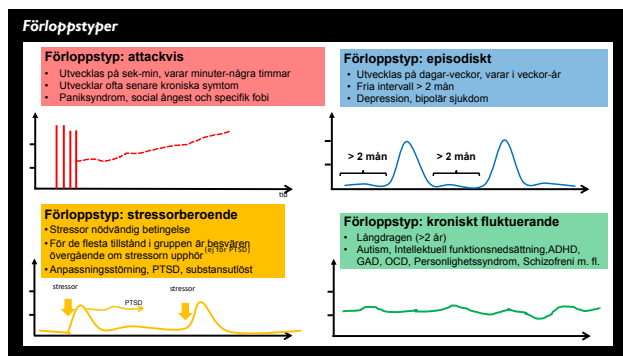 Förloppstyper
Förloppstyp: attackvis
• Utvecklas på sek-min, varar minuter-några timmar
• Utvecklar ofta senare kroniska symtom
• Paniksyndrom, social ångest och specifik fobi
tid
Förloppstyp: episodiskt
• Utvecklas på dagar-veckor, varar i veckor-år
• Fria intervall > 2 mån
• Depression, bipolär sjukdom
> 2 mån
> 2 mån
Förloppstyp: stressorberoende
• Stressor nödvändig betingelse
• För de flesta tillstånd i gruppen är besvären
övergående om stressorn upphör (ej för PTSD)
• Anpassningsstörning, PTSD, substansutlöst
stressor
PTSD
stressor
Förloppstyp: kroniskt fluktuerande
• Långdragen (>2 år)
• Autism, Intellektuell funktionsnedsättning,ADHD,
GAD, OCD, Personlighetssyndrom, Schizofreni m. fl.